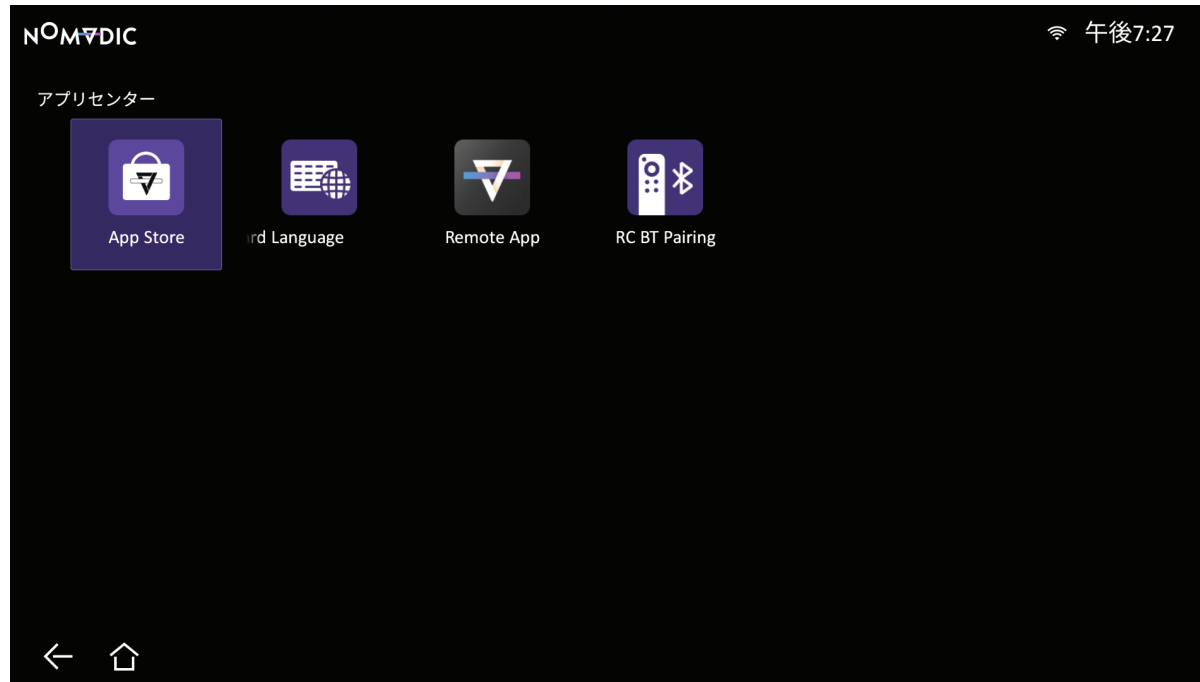 NOMADIC
午後7:27
アプリセンター
App Store
rd Language
Remote App
RC BT Pairing